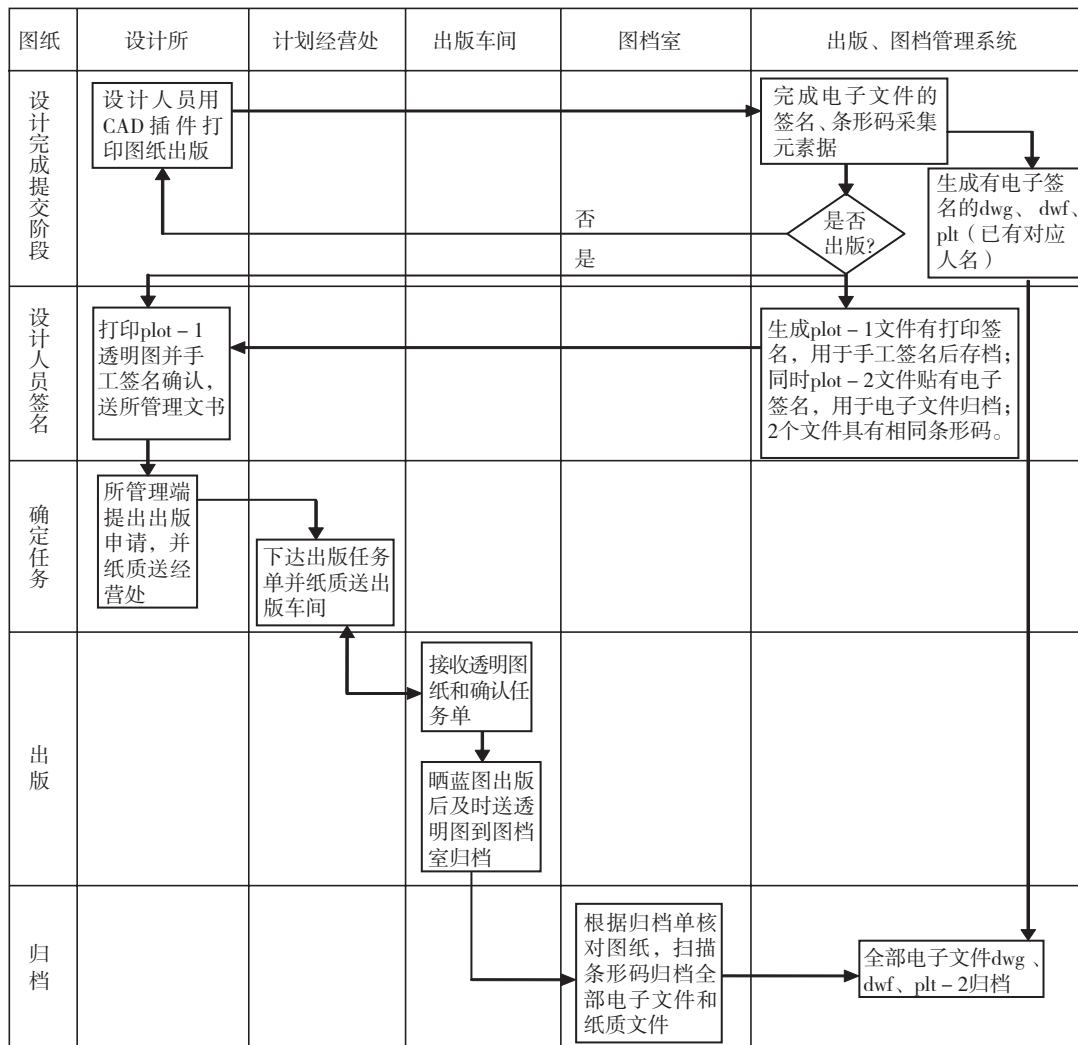 图纸
设计所
计划经营处
出版车间
图档室
出版、图档管理系统
设计完成提交阶段
设计人员用
CAD插件打
印图纸出版
完成电子文件的
签名、条形码采集
元素据
生成有电子签
名的dwg、dwf、
plt（已有对应
人名）
是否
出版?
否
是
设计人员签名
打印plot－1
透明图并手
工签名确认，
送所管理文书
生成plot－1文件有打印签
名，用于手工签名后存档；
同时plot－2文件贴有电子
签名，用于电子文件归档；
2个文件具有相同条形码。
确定任务
所管理端
提出出版
申请，并
纸质送经
营处
下达出版任务
单并纸质送出
版车间
出版
接收透明图
纸和确认任
务单
晒蓝图出版
后及时送透
明图到图档
室归档
归档
根据归档单核
对图纸，扫描
条形码归档全
部电子文件和
纸质文件
全部电子文件dwg、
dwf、plt－2归档